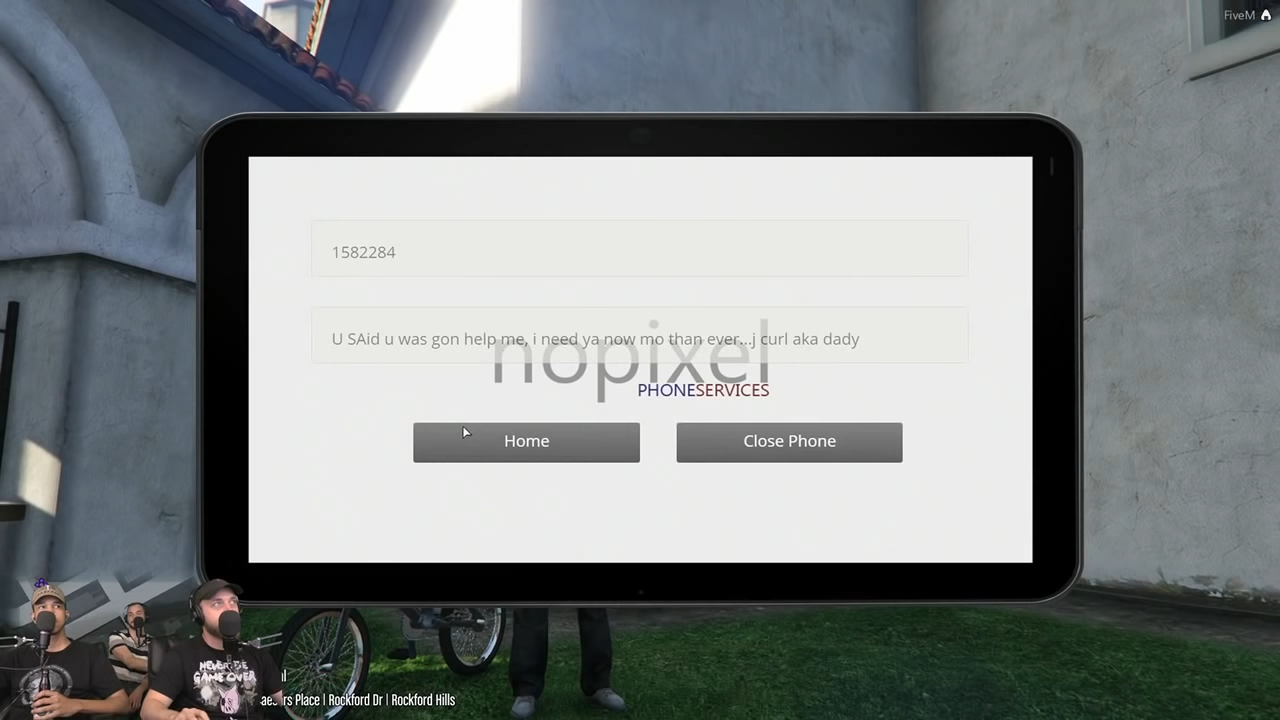 FiveM
1582284
U SAid u was gon help me, i need ya now mo than ever...j curl aka dady
nopixel
PHONESERVICES
Home
Close Phone
NEVER BE
GAME OVER
Place | Rockford Dr | Rockford Hills